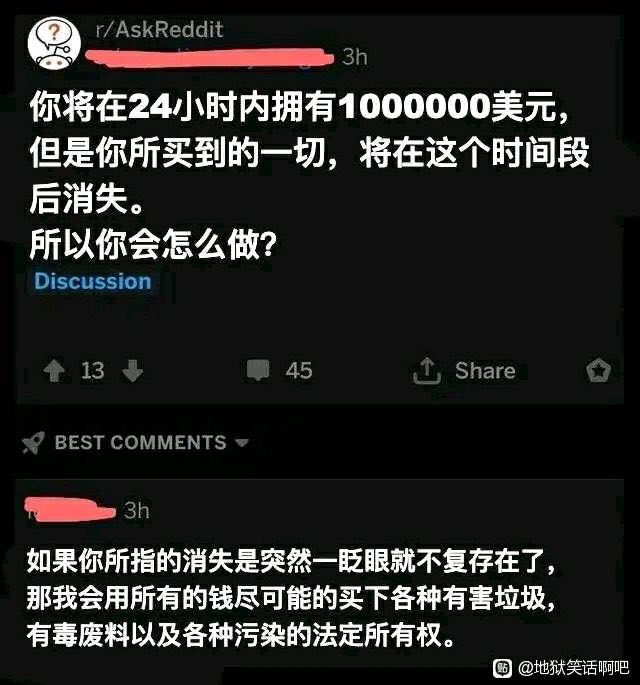 r/AskReddit
3h
你将在24小时内拥有1000000美元，
但是你所买到的一切，将在这个时间段
后消失。
所以你会怎么做？
Discussion
13
45
Share
BEST COMMENTS
3h
如果你所指的消失是突然一眨眼就不复存在了，
那我会用所有的钱尽可能的买下各种有害垃圾，
有毒废料以及各种污染的法定所有权。
贴 @地狱笑话啊吧